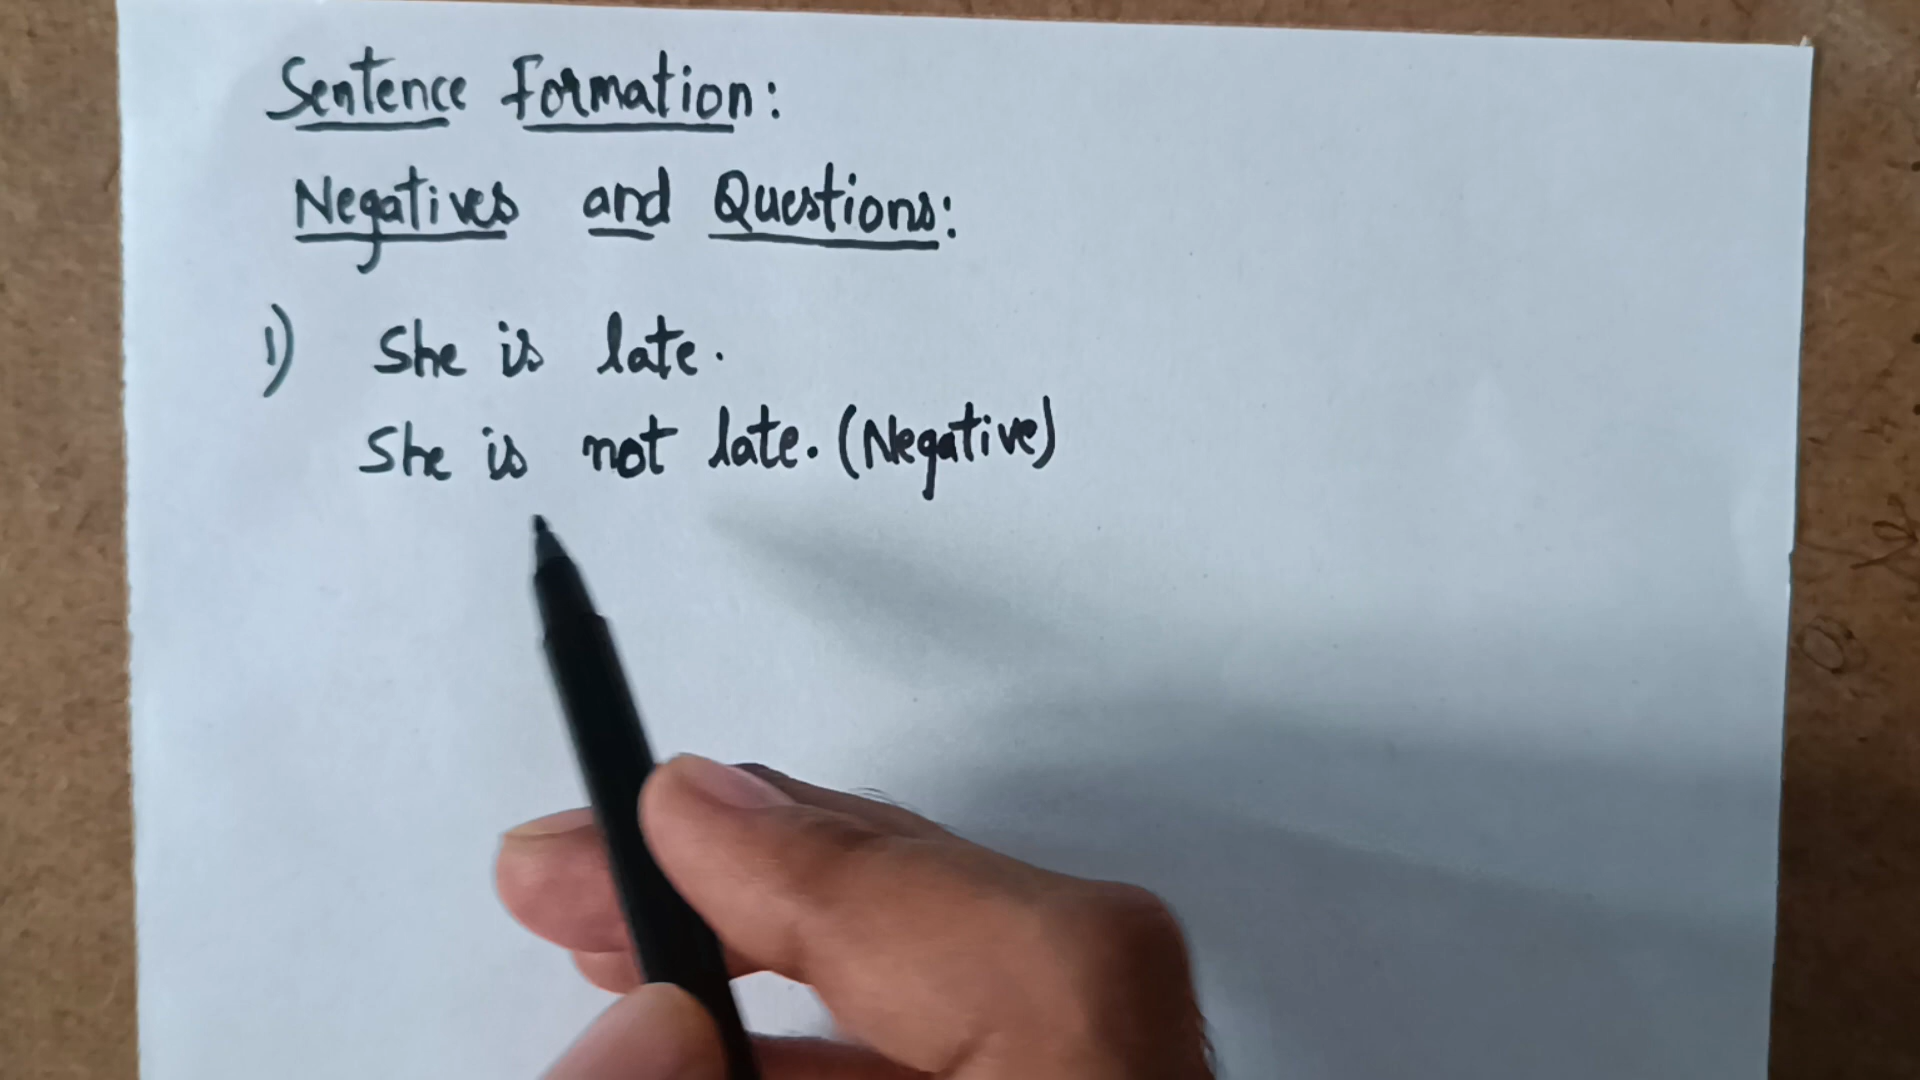 Sentence Formation:
Negatives and Questions:
1) She is late.
She is not late. (Negative)